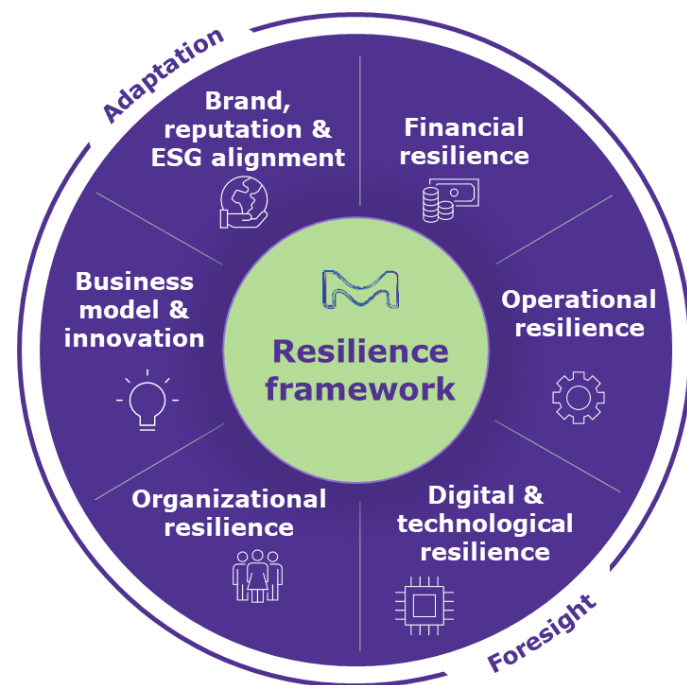 Adaptation
Brand,
reputation &
ESG alignment
Financial
resilience
Operational
resilience
Digital &
technological
resilience
Organizational
resilience
Business
model &
innovation
Resilience
framework
Foresight